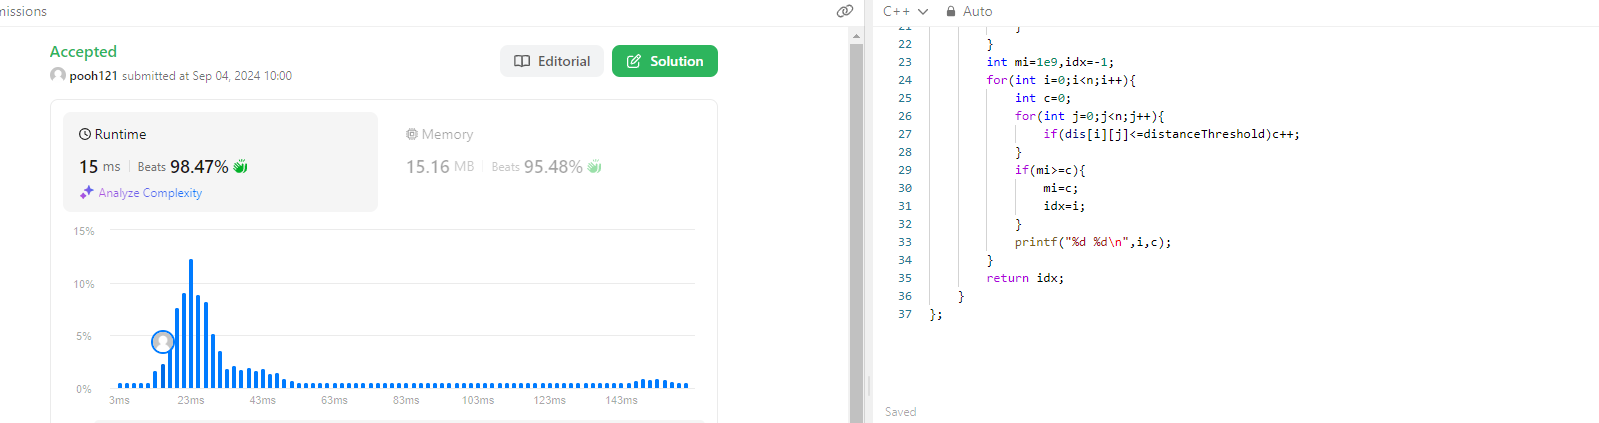 missions
Accepted
pooh121 submitted at Sep 04, 2024 10:00
Editorial
Solution
Runtime
15 ms | Beats 98.47%
Analyze Complexity
Memory
15.16 MB | Beats 95.48%
15%
10%
5%
0%
3ms 23ms 43ms 63ms 83ms 103ms 123ms 143ms
C++ Auto
21 }
22 }
23 int mi=1e9,idx=-1;
24 for(int i=0;i<n;i++){
25 int c=0;
26 for(int j=0;j<n;j++){
27 if(dis[i][j]<=distanceThreshold)c++;
28 }
29 if(mi>=c){
30 mi=c;
31 idx=i;
32 }
33 printf("%d %d\n",i,c);
34 }
35 return idx;
36 }
37 };
Saved